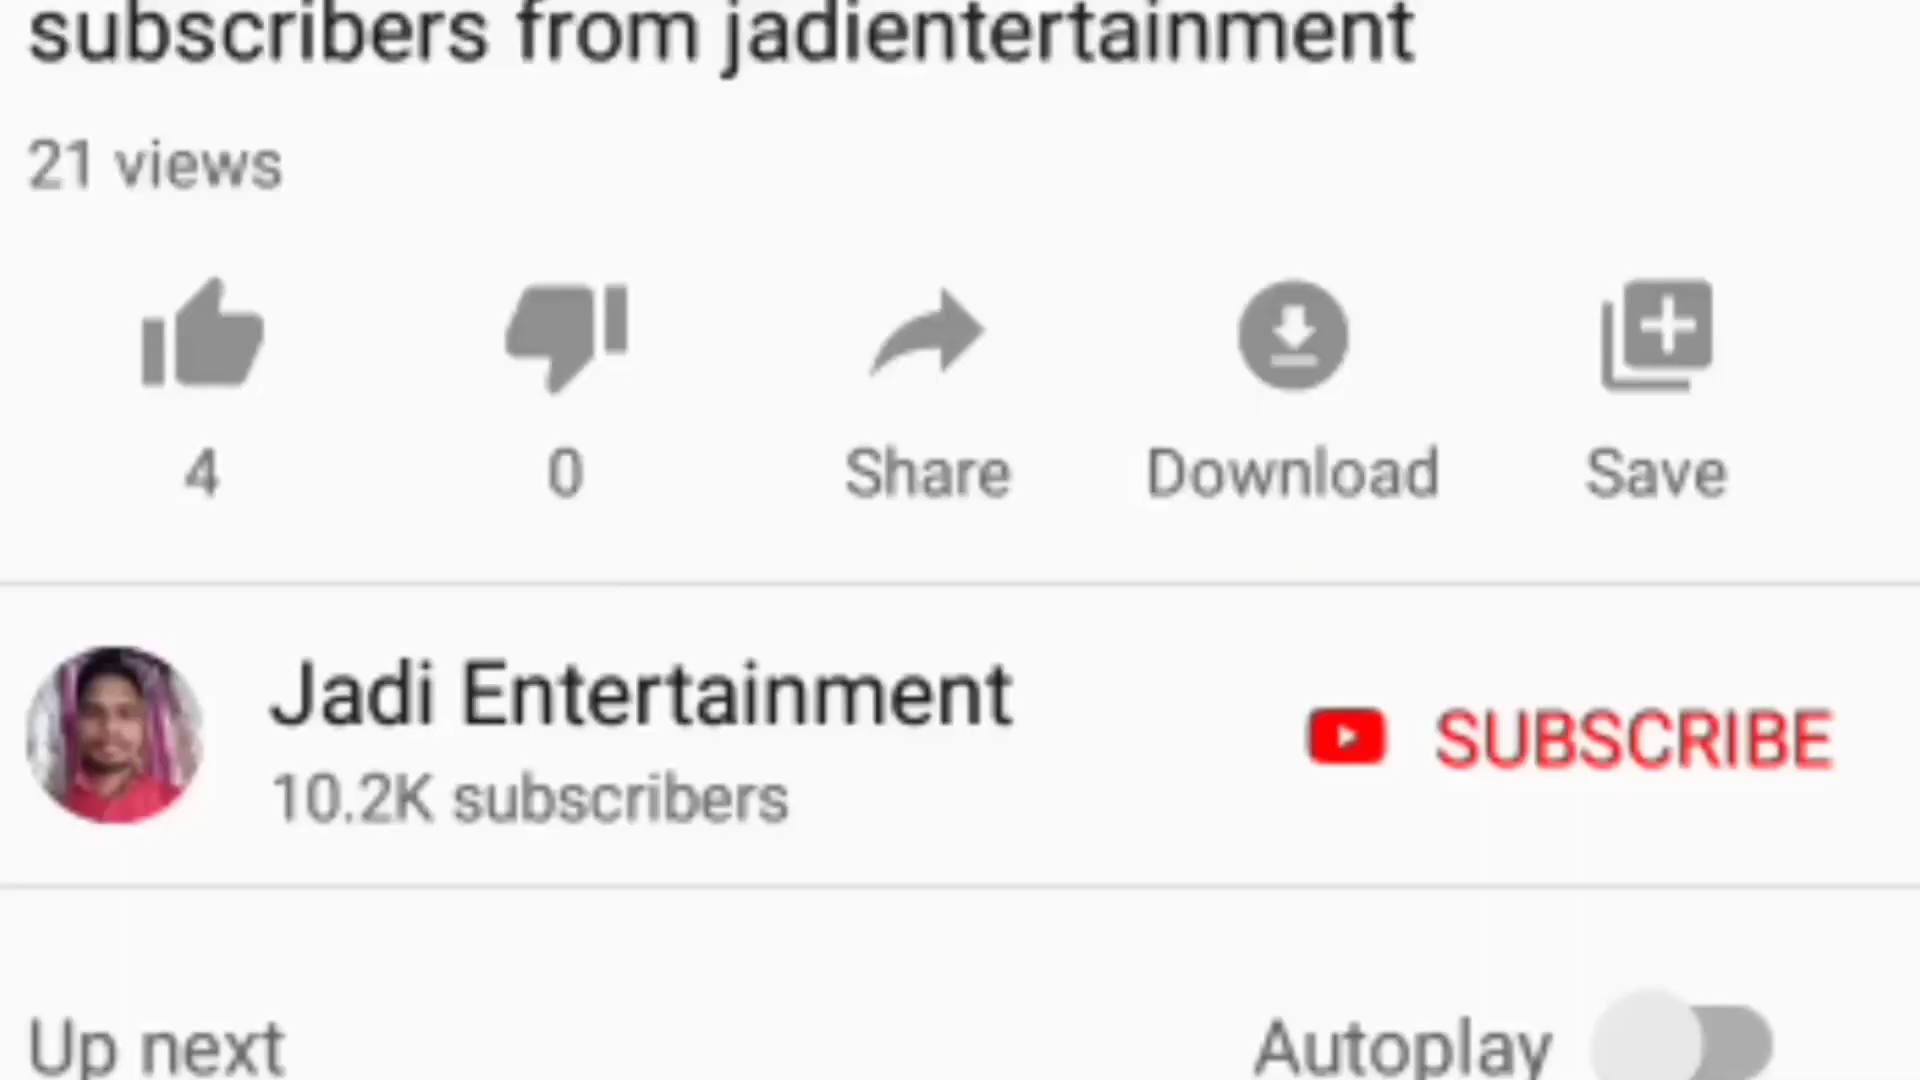 subscribers from jadientertainment
21 views
4 0 Share Download Save
Jadi Entertainment
10.2K subscribers
SUBSCRIBE
Up next Autoplay